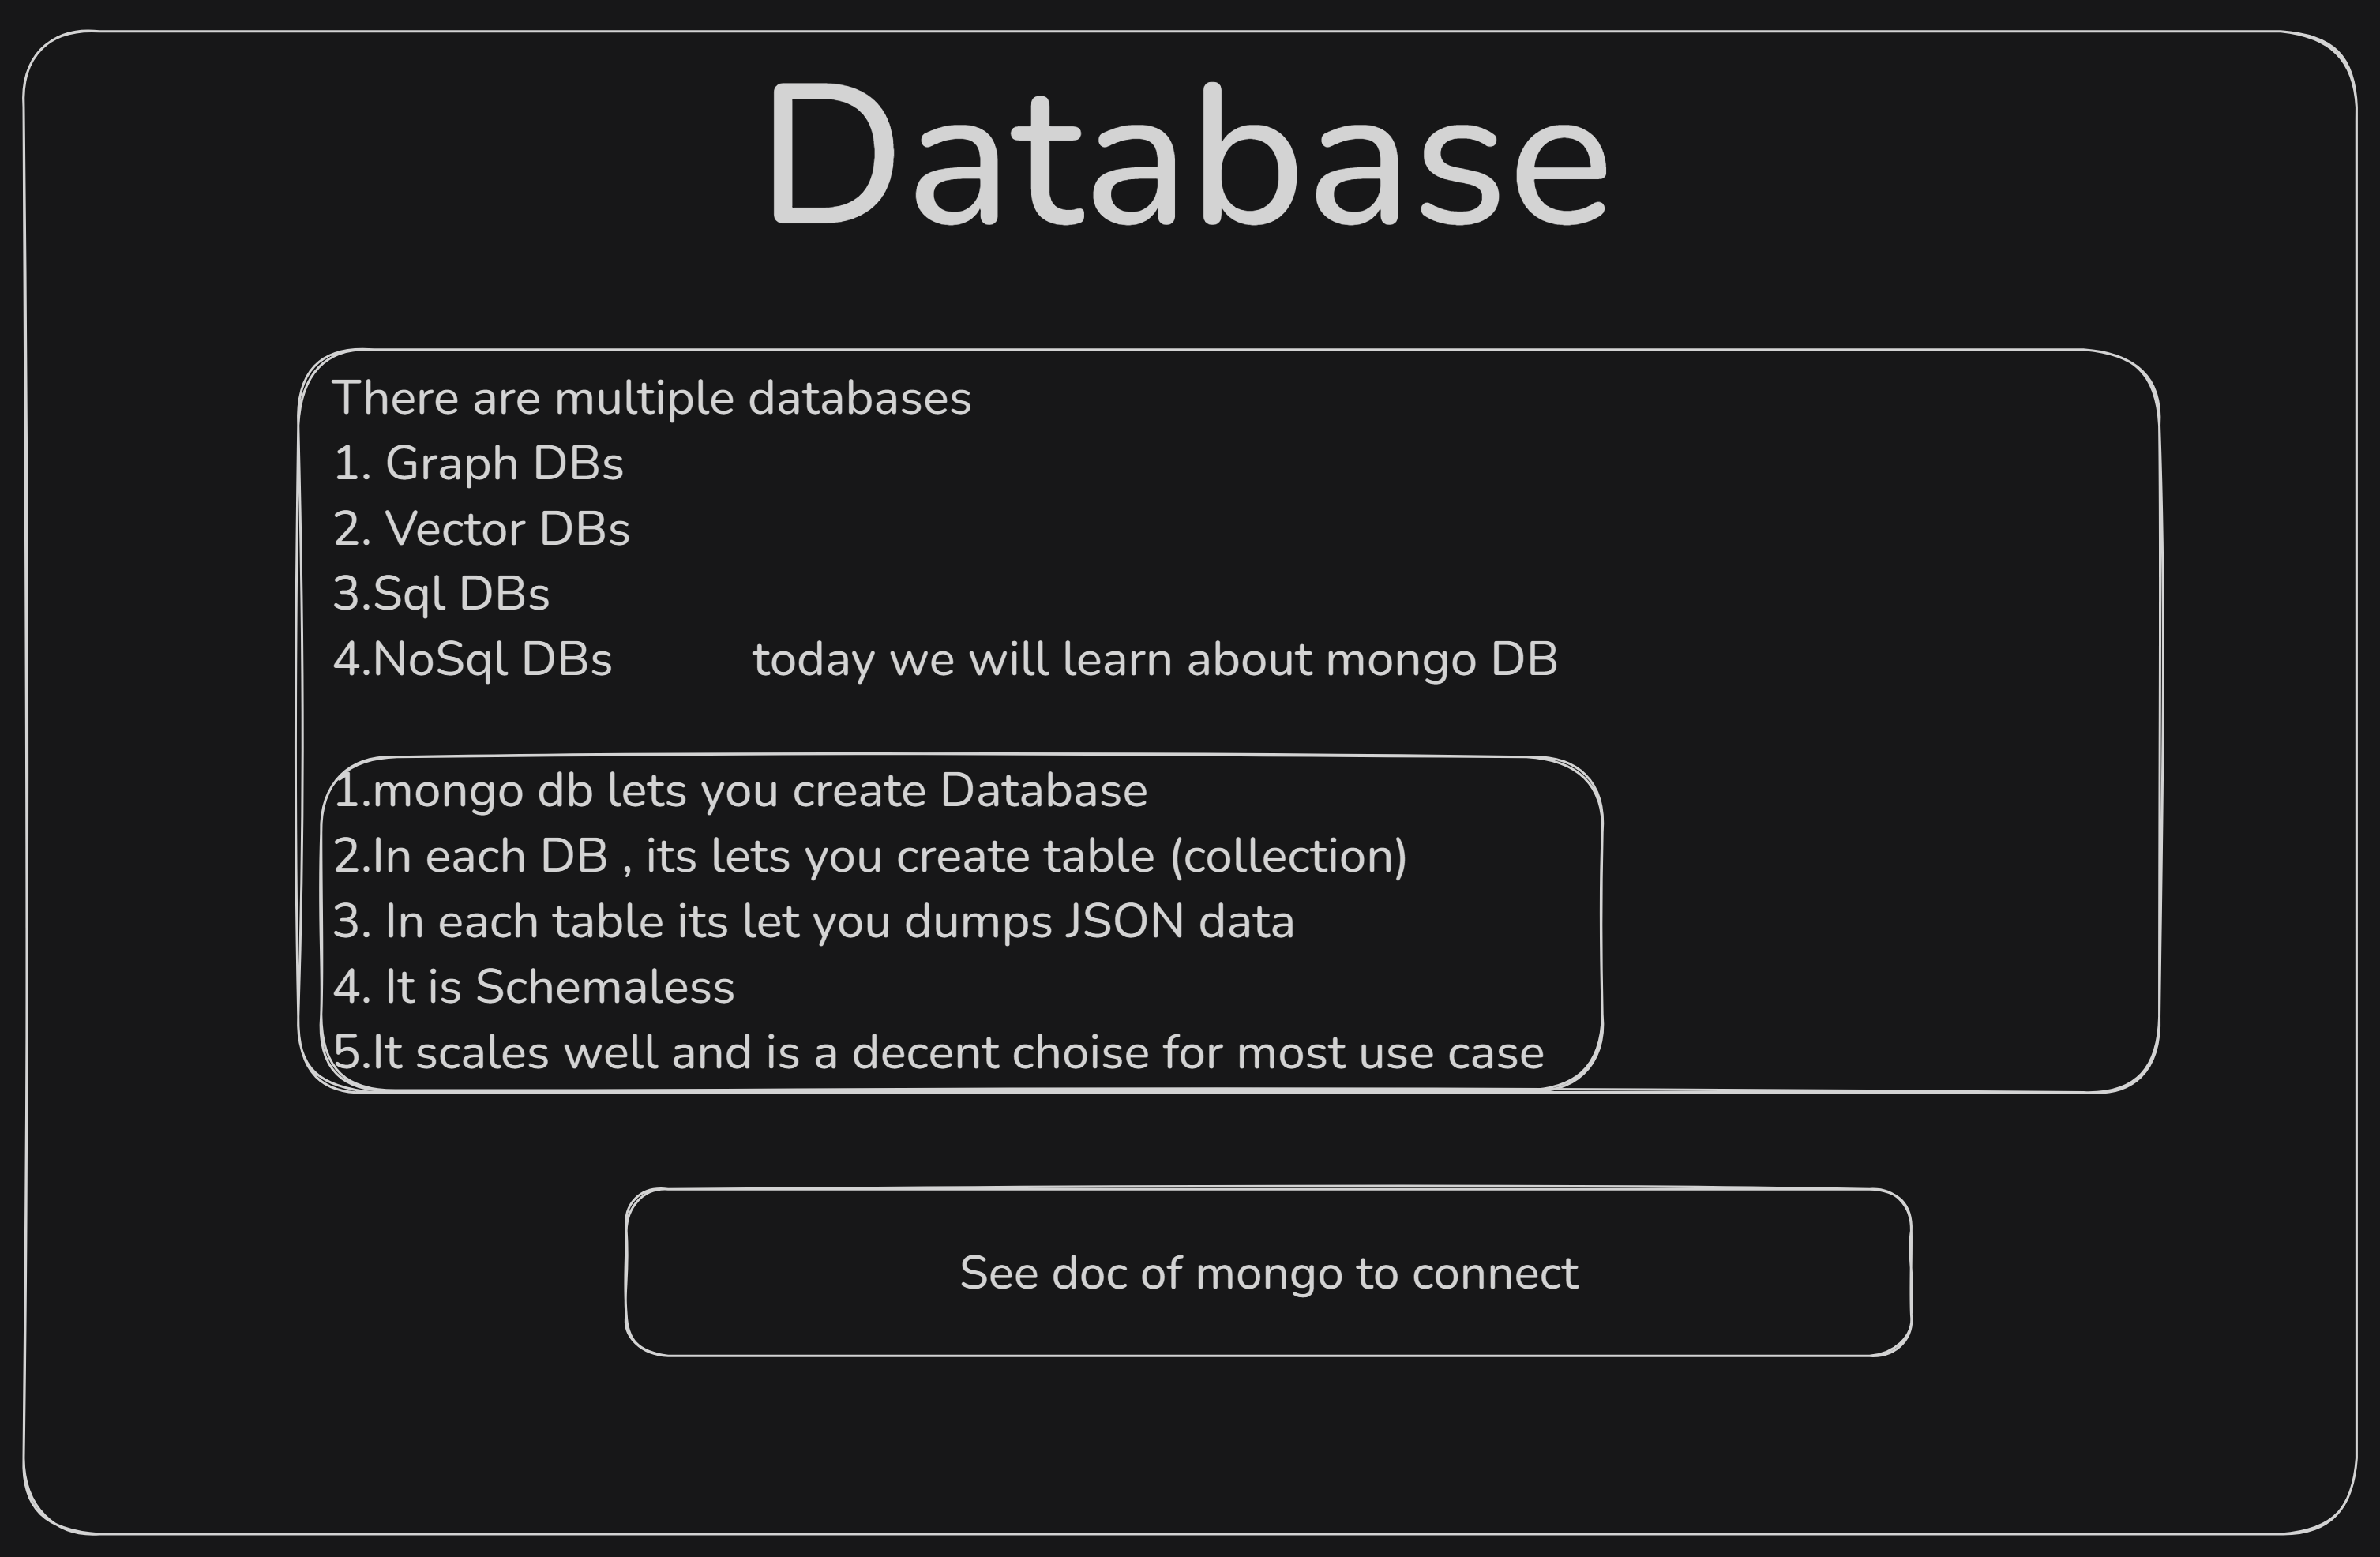 Database
There are multiple databases
1. Graph DBs
2. Vector DBs
3.Sql DBs
4.NoSql DBs today we will learn about mongo DB
1.mongo db lets you create Database
2.In each DB , its lets you create table (collection)
3. In each table its let you dumps JSON data
4. It is Schemaless
5.It scales well and is a decent choise for most use case
See doc of mongo to connect